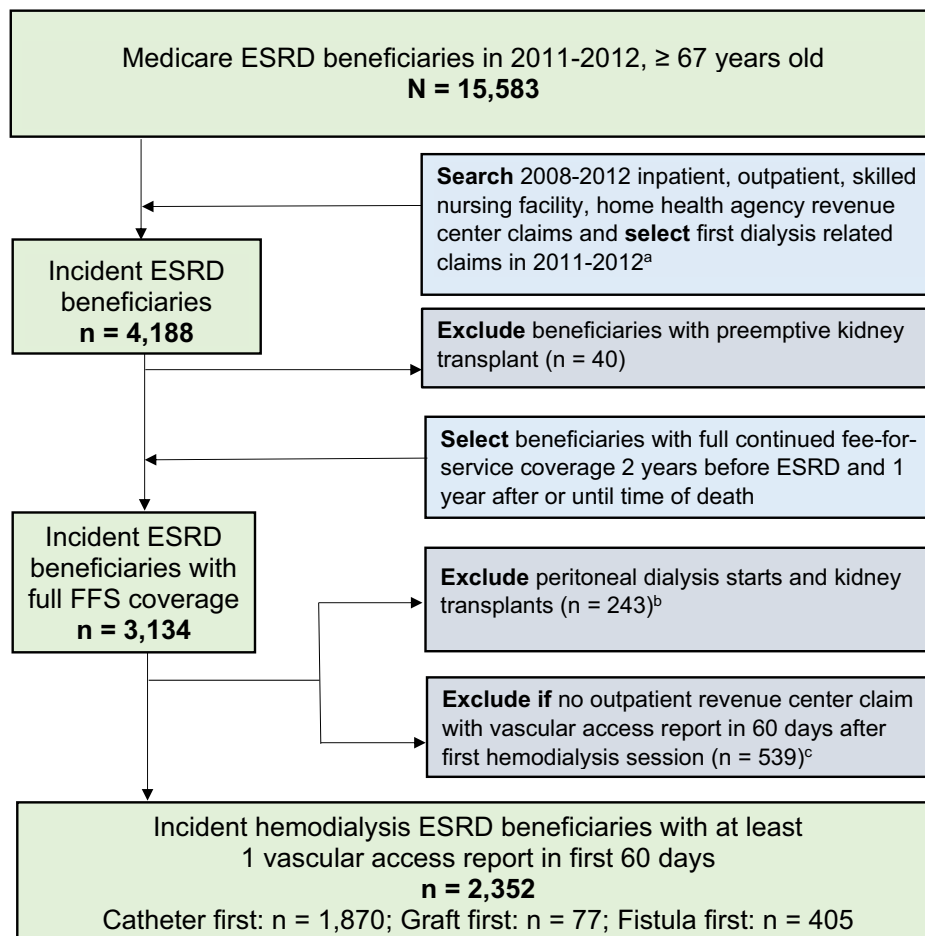 Medicare ESRD beneficiaries in 2011-2012, ≥ 67 years old
N = 15,583
Search 2008-2012 inpatient, outpatient, skilled
nursing facility, home health agency revenue
center claims and select first dialysis related
claims in 2011-2012ᵃ
Incident ESRD
beneficiaries
n = 4,188
Exclude beneficiaries with preemptive kidney
transplant (n = 40)
Select beneficiaries with full continued fee-for-
service coverage 2 years before ESRD and 1
year after or until time of death
Incident ESRD
beneficiaries with
full FFS coverage
n = 3,134
Exclude peritoneal dialysis starts and kidney
transplants (n = 243)ᵇ
Exclude if no outpatient revenue center claim
with vascular access report in 60 days after
first hemodialysis session (n = 539)ᶜ
Incident hemodialysis ESRD beneficiaries with at least
1 vascular access report in first 60 days
n = 2,352
Catheter first: n = 1,870; Graft first: n = 77; Fistula first: n = 405